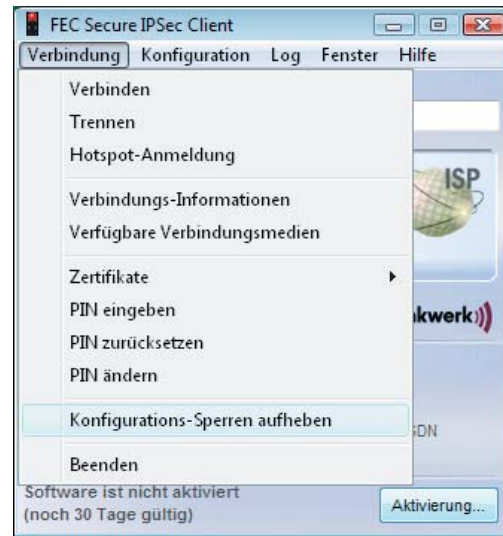 FEC Secure IPSec Client
Verbindung Konfiguration Log Fenster Hilfe
Verbinden
Trennen
Hotspot-Anmeldung
Verbindungs-Informationen
Verfügbare Verbindungsmedien
Zertifikate
PIN eingeben
PIN zurücksetzen
PIN ändern
Konfigurations-Sperren aufheben
Beenden
ISP
Software ist nicht aktiviert
(noch 30 Tage gültig)
Aktivierung...